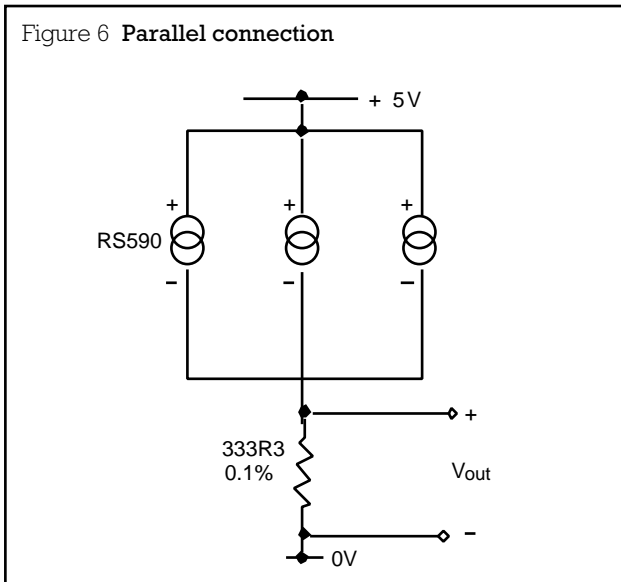 Figure 6 Parallel connection
+ 5V
+ + +
RS590
− − −
+
333R3
0.1%
Vout
−
0V